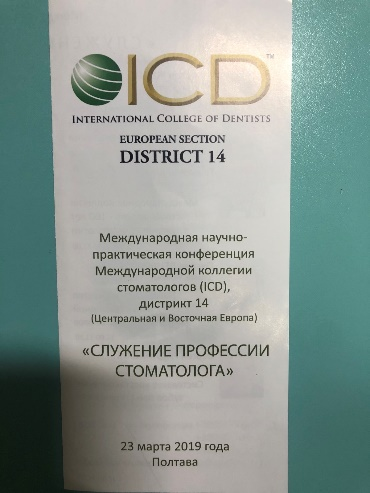 ICD™
INTERNATIONAL COLLEGE OF DENTISTS
EUROPEAN SECTION
DISTRICT 14
Международная научно-
практическая конференция
Международной коллегии
стоматологов (ICD),
дистрикт 14
(Центральная и Восточная Европа)
«СЛУЖЕНИЕ ПРОФЕССИИ
СТОМАТОЛОГА»
23 марта 2019 года
Полтава